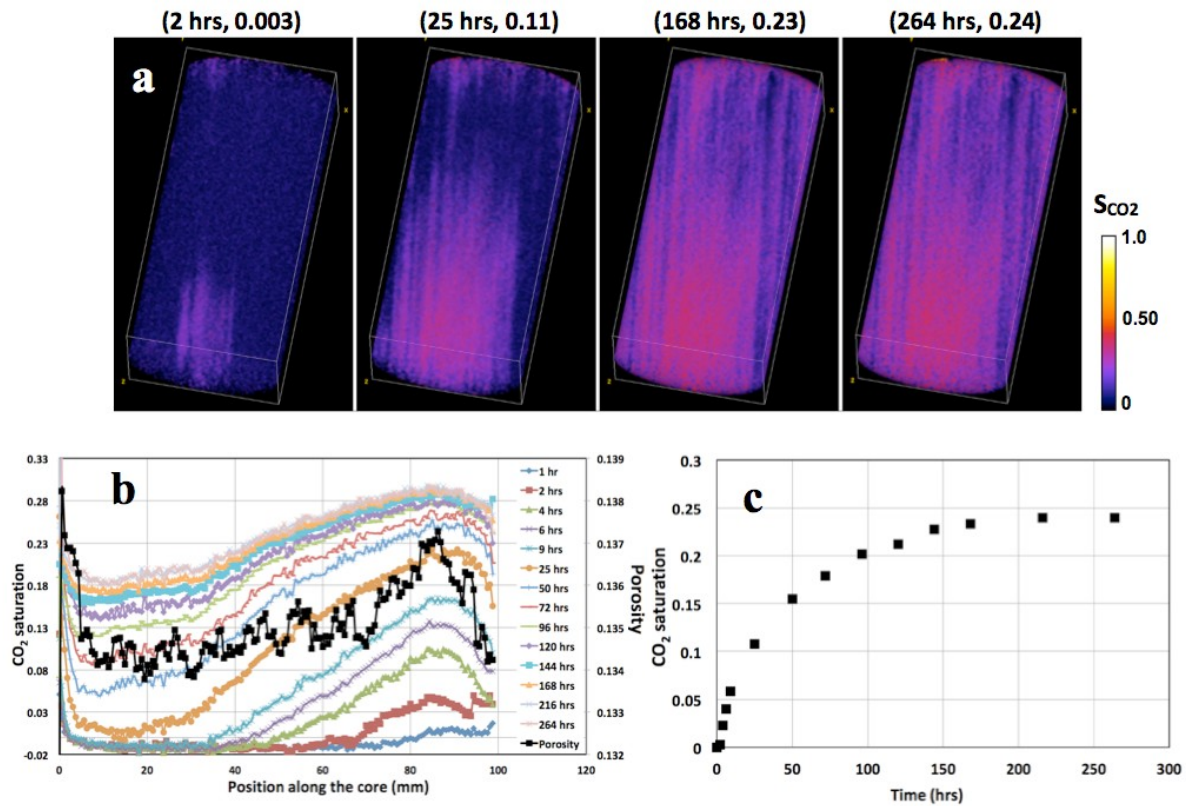 (2 hrs, 0.003) (25 hrs, 0.11) (168 hrs, 0.23) (264 hrs, 0.24)
a
x
z
z
z
z
SCO2
1.0
0.50
0
b
0.33
0.28
0.23
0.18
0.13
0.08
0.03
-0.02
CO2 saturation
0 20 40 60 80 100 120
Position along the core (mm)
0.139
0.138
0.137
0.136
0.135
0.134
0.133
0.132
Porosity
1 hr
2 hrs
4 hrs
6 hrs
9 hrs
25 hrs
50 hrs
72 hrs
96 hrs
120 hrs
144 hrs
168 hrs
216 hrs
264 hrs
Porosity
c
0.3
0.25
0.2
0.15
0.1
0.05
0
CO2 saturation
0 50 100 150 200 250 300
Time (hrs)